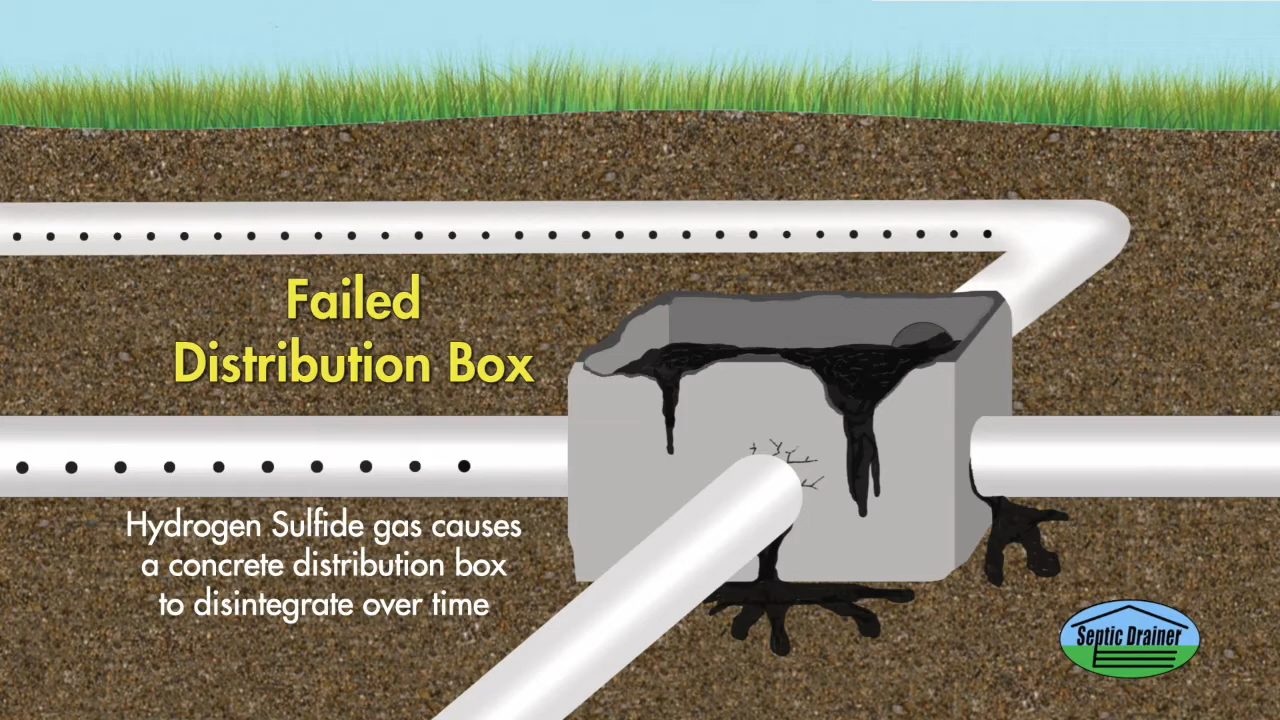 Failed
Distribution Box
Hydrogen Sulfide gas causes
a concrete distribution box
to disintegrate over time
Septic Drainer